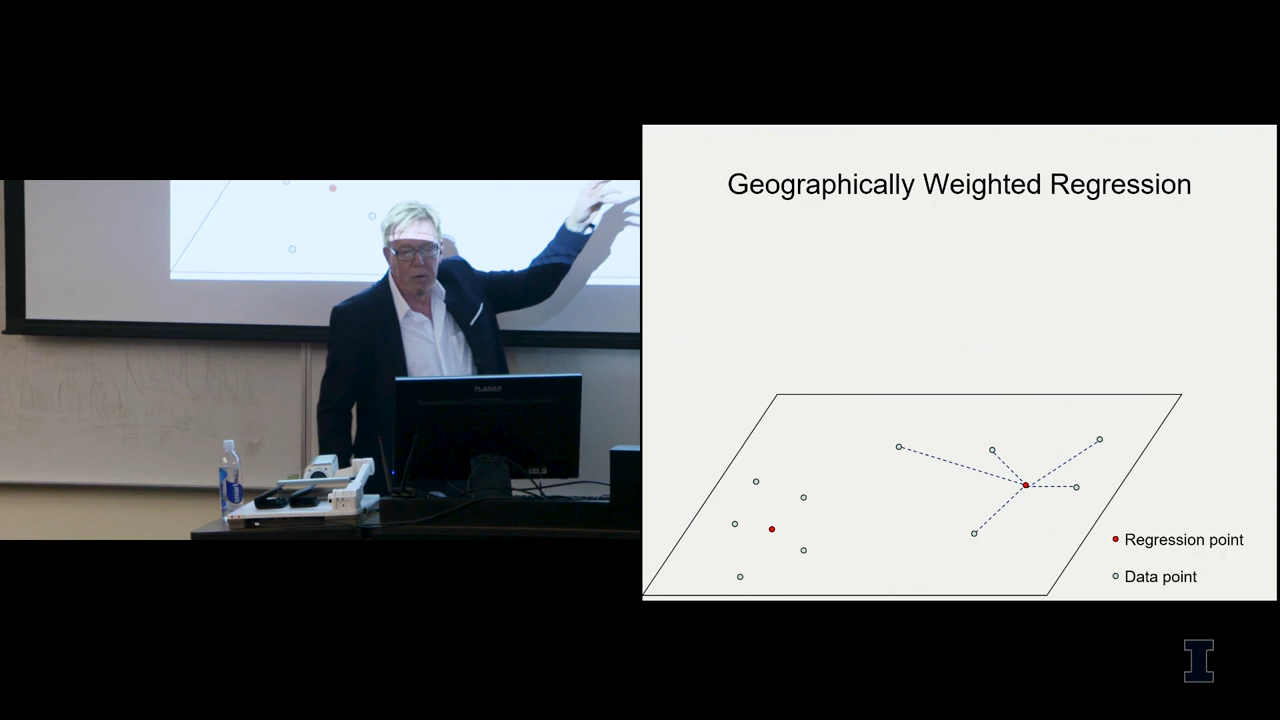 Geographically Weighted Regression
Regression point
Data point
PLANAR
I